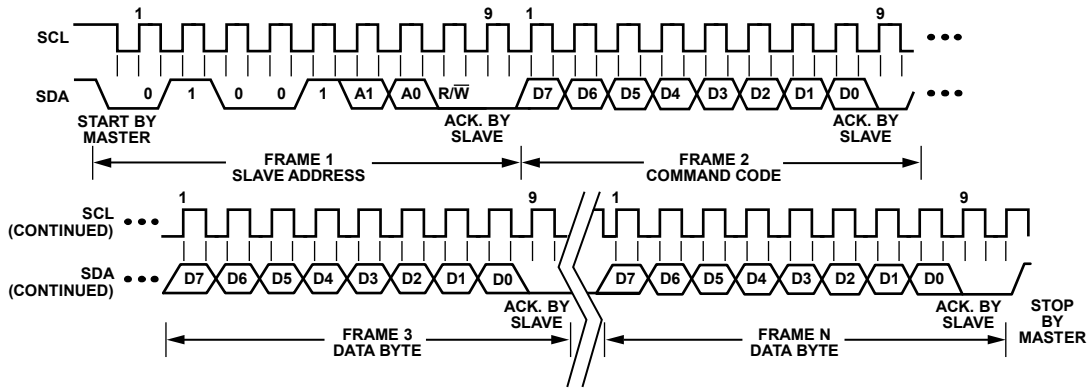 1 9 1 9
SCL
SDA 0 1 0 0 1 A1 A0 R/W̅ D7 D6 D5 D4 D3 D2 D1 D0
START BY MASTER
ACK. BY SLAVE
ACK. BY SLAVE
FRAME 1
SLAVE ADDRESS
FRAME 2
COMMAND CODE
1 9 1 9
SCL
(CONTINUED)
SDA
(CONTINUED)
D7 D6 D5 D4 D3 D2 D1 D0 D7 D6 D5 D4 D3 D2 D1 D0
ACK. BY
SLAVE
ACK. BY
SLAVE
STOP
BY
MASTER
FRAME 3
DATA BYTE
FRAME N
DATA BYTE